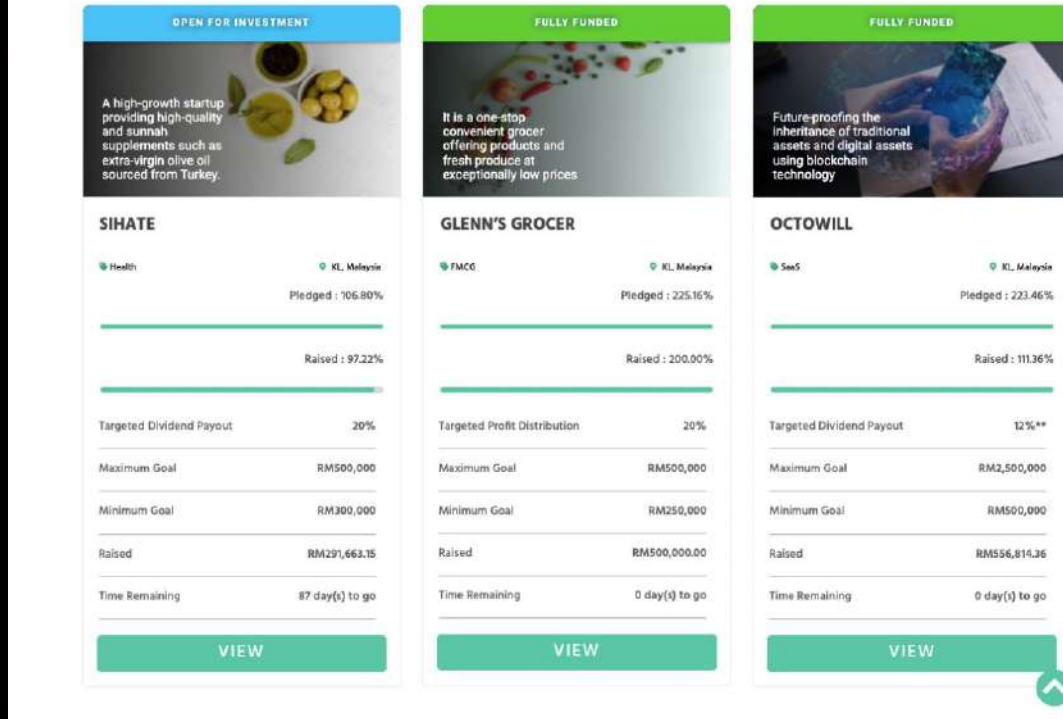 OPEN FOR INVESTMENT
A high-growth startup
providing high-quality
and sunnah
supplements such as
extra-virgin olive oil
sourced from Turkey.
SIHATE
Health
KL, Malaysia
Pledged : 106.80%
Raised : 97.22%
Targeted Dividend Payout 20%
Maximum Goal RM500,000
Minimum Goal RM300,000
Raised RM291,663.15
Time Remaining 87 day(s) to go
VIEW
FULLY FUNDED
It is a one-stop
convenient grocer
offering products and
fresh produce at
exceptionally low prices
GLENN'S GROCER
FMCG
KL, Malaysia
Pledged : 225.16%
Raised : 200.00%
Targeted Profit Distribution 20%
Maximum Goal RM500,000
Minimum Goal RM250,000
Raised RM500,000.00
Time Remaining 0 day(s) to go
VIEW
FULLY FUNDED
Future-proofing the
inheritance of traditional
assets and digital assets
using blockchain
technology
OCTOWILL
SaaS
KL, Malaysia
Pledged : 223.46%
Raised : 111.36%
Targeted Dividend Payout 12%**
Maximum Goal RM2,500,000
Minimum Goal RM500,000
Raised RM556,814.36
Time Remaining 0 day(s) to go
VIEW